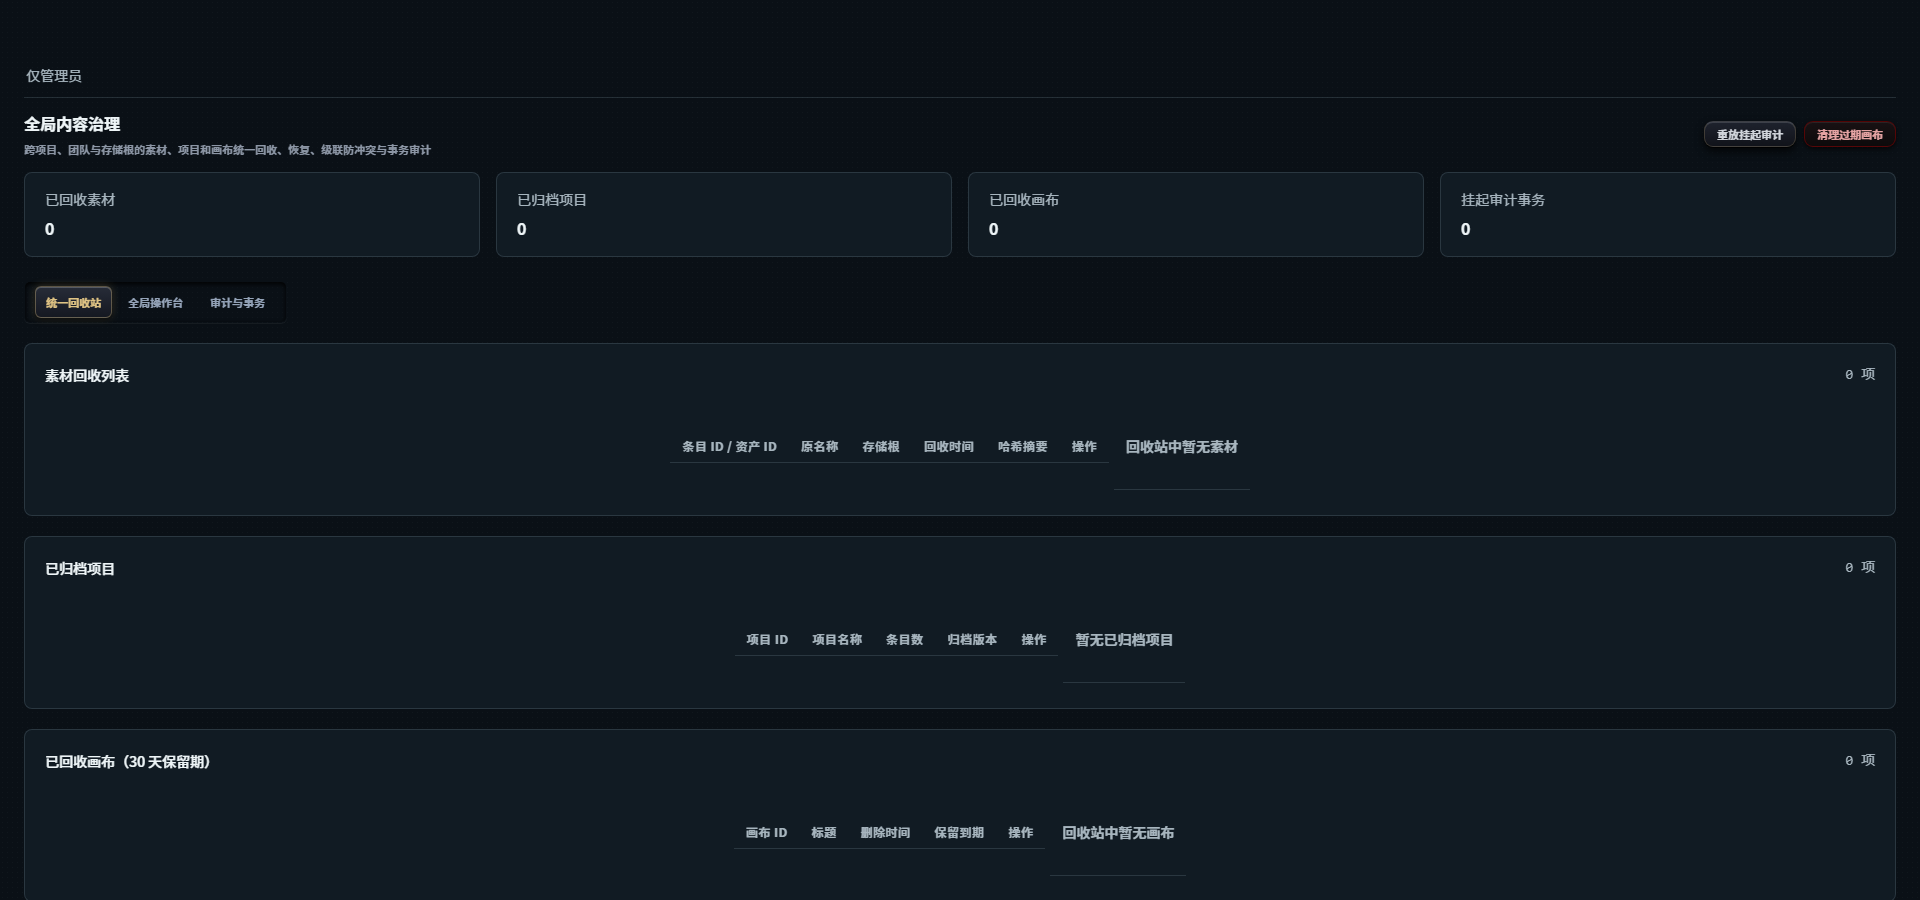 仅管理员
全局内容治理
跨项目、团队与存储根的素材、项目和画布统一回收、恢复、级联防冲突与事务审计
重放挂起审计 清理过期画布
已回收素材 已归档项目 已回收画布 挂起审计事务
0 0 0 0
统一回收站 全局操作台 审计与事务
素材回收列表 0 项
条目 ID / 资产 ID 原名称 存储根 回收时间 哈希摘要 操作 回收站中暂无素材
已归档项目 0 项
项目 ID 项目名称 条目数 归档版本 操作 暂无已归档项目
已回收画布（30 天保留期） 0 项
画布 ID 标题 删除时间 保留到期 操作 回收站中暂无画布